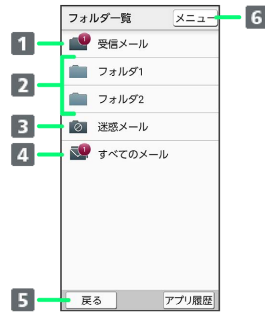 フォルダ一覧 メニュー 6
1 受信メール
2 フォルダ1
フォルダ2
3 迷惑メール
4 すべてのメール
5 戻る アプリ履歴
1
1